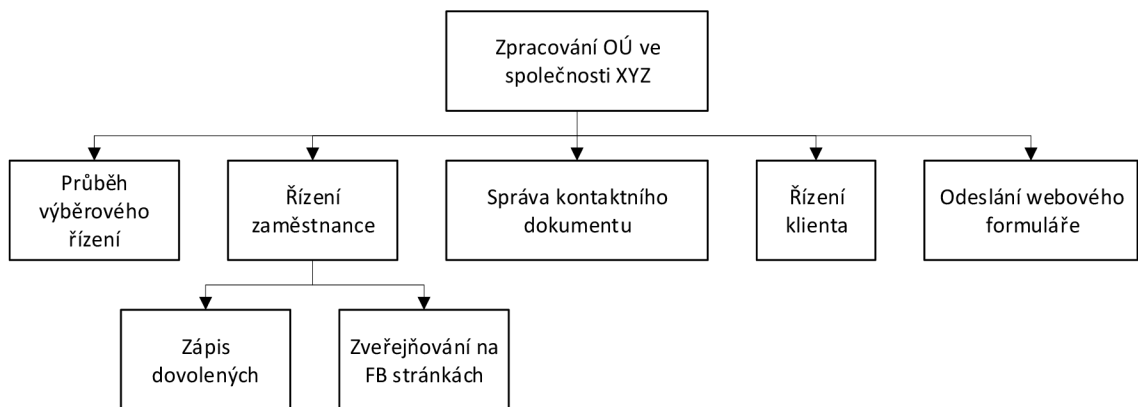 Zpracování OÚ ve
společnosti XYZ
Průběh
výběrového
řízení
Řízení
zaměstnance
Správa kontaktního
dokumentu
Řízení
klienta
Odeslání webového
formuláře
Zápis
dovolených
Zveřejňování na
FB stránkách